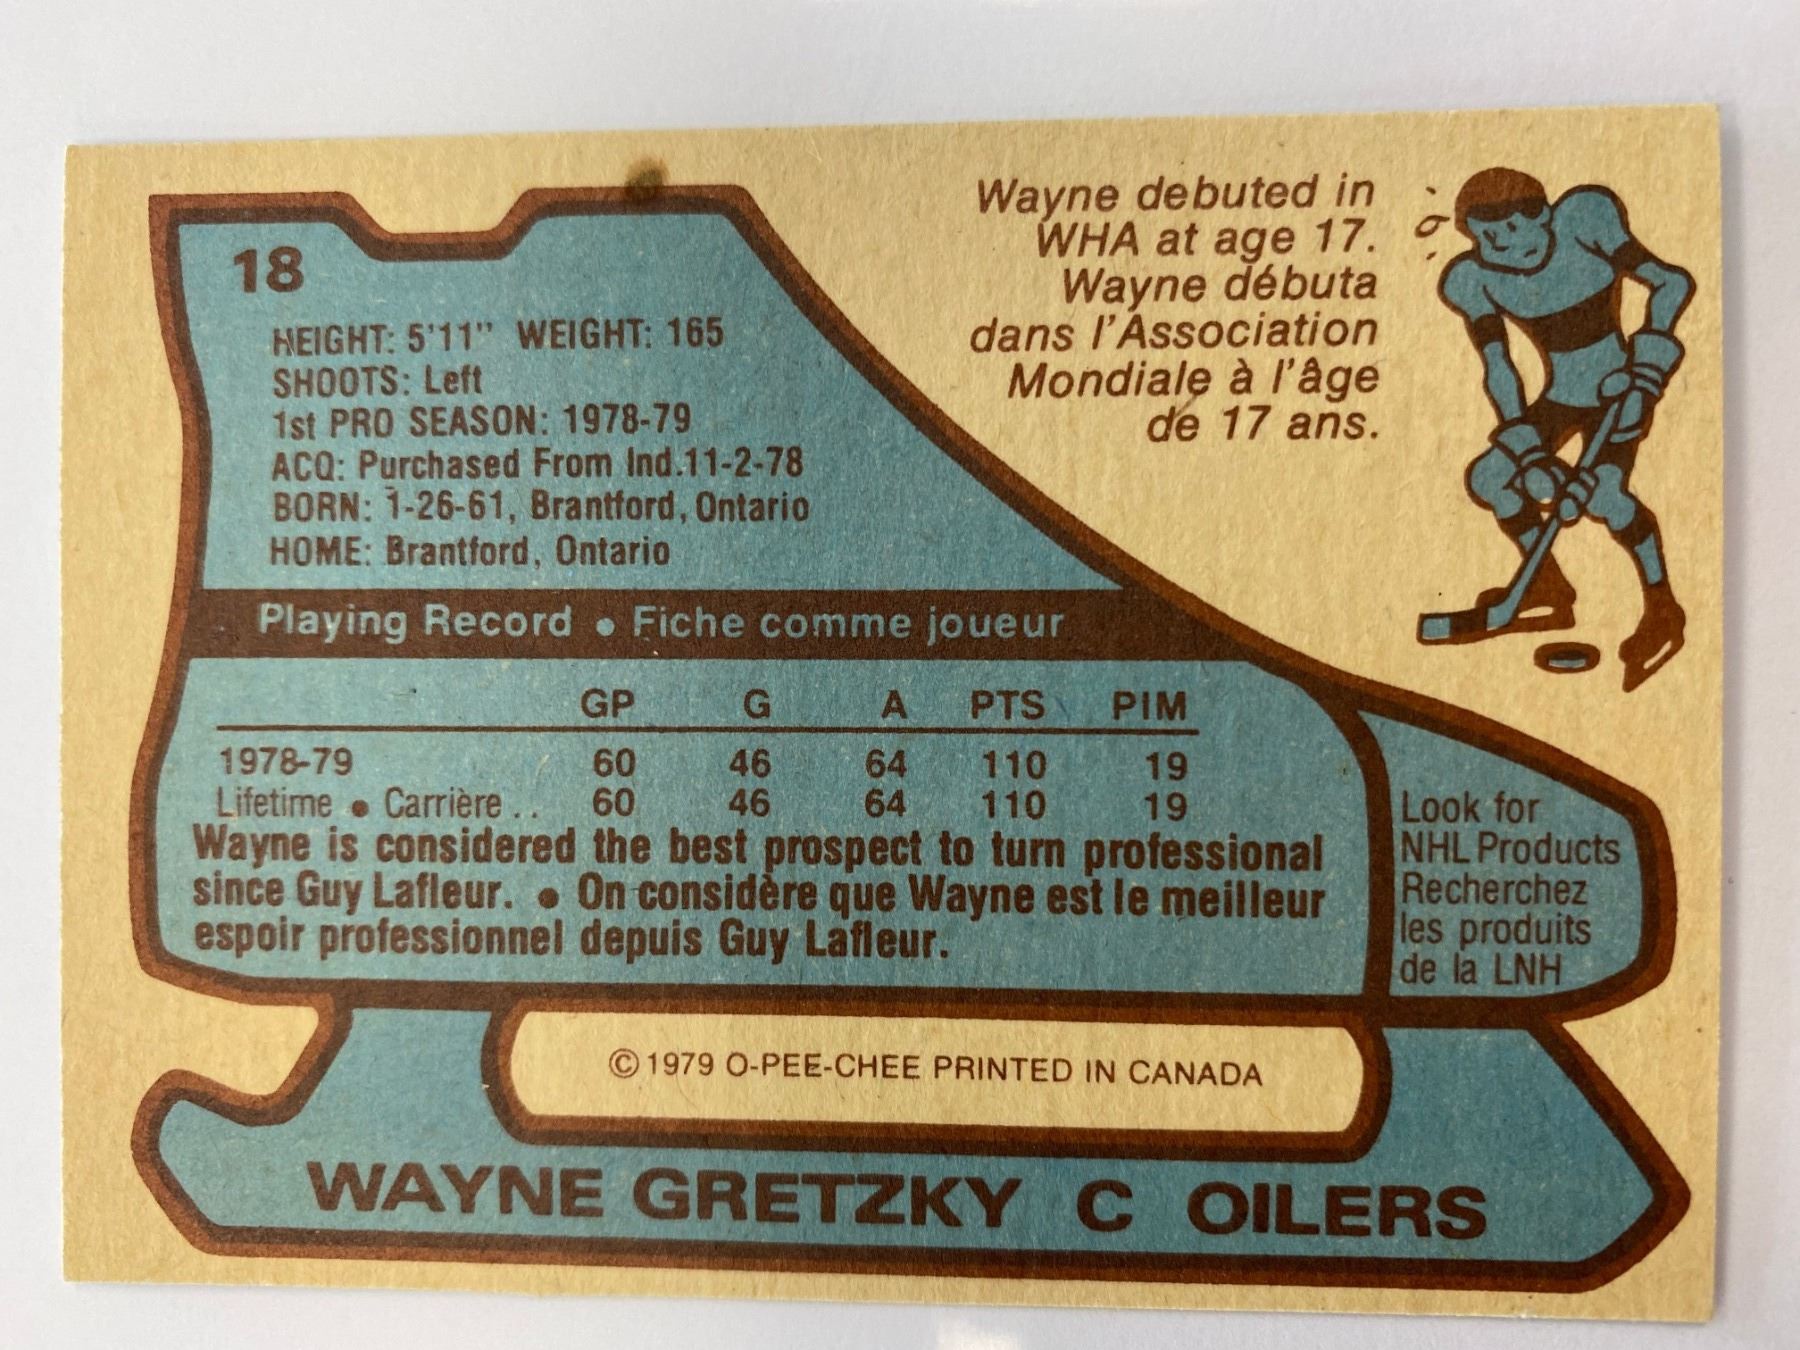 18
HEIGHT: 5'11" WEIGHT: 165
SHOOTS: Left
1st PRO SEASON: 1978-79
ACQ: Purchased From Ind.11-2-78
BORN: 1-26-61, Brantford, Ontario
HOME: Brantford, Ontario
Wayne debuted in
WHA at age 17.
Wayne débuta
dans l'Association
Mondiale à l'âge
de 17 ans.
Playing Record • Fiche comme joueur
GP G A PTS PIM
1978-79 60 46 64 110 19
Lifetime • Carrière .. 60 46 64 110 19
Wayne is considered the best prospect to turn professional
since Guy Lafleur. • On considère que Wayne est le meilleur
espoir professionnel depuis Guy Lafleur.
Look for
NHL Products
Recherchez
les produits
de la LNH
© 1979 O-PEE-CHEE PRINTED IN CANADA
WAYNE GRETZKY C OILERS